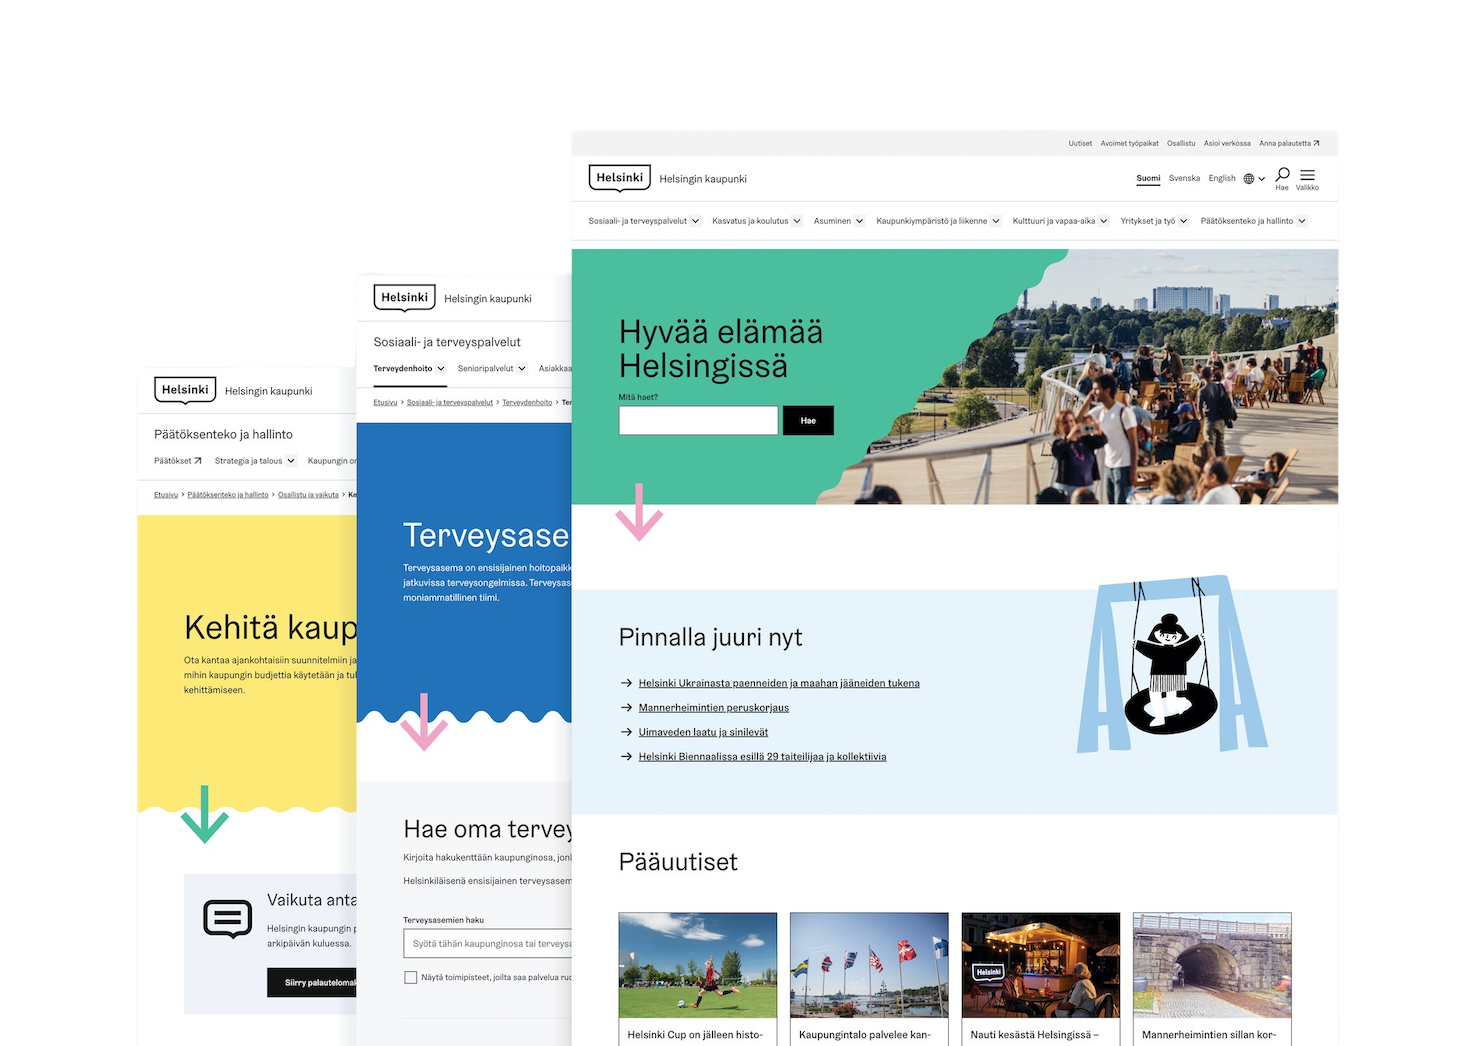 Uutiset Avoimet työpaikat Osallistu Asioi verkossa Anna palautetta
Helsinki Helsingin kaupunki
Suomi Svenska English
Hae Valikko
Sosiaali- ja terveyspalvelut Kasvatus ja koulutus Asuminen Kaupunkiympäristö ja liikenne Kulttuuri ja vapaa-aika Yritykset ja työ Päätöksenteko ja hallinto
Hyvää elämää
Helsingissä
Mitä haet?
Hae
Pinnalla juuri nyt
Helsinki Ukrainasta paenneiden ja maahan jääneiden tukena
Mannerheimintien peruskorjaus
Uimaveden laatu ja sinilevät
Helsinki Biennaalissa esillä 29 taiteilijaa ja kollektiivia
Pääuutiset
Helsinki
Helsinki Cup on jälleen histo-
Kaupungintalo palvelee kan-
Nauti kesästä Helsingissä –
Mannerheimintien sillan kor-
Helsinki Helsingin kaupunki
Sosiaali- ja terveyspalvelut
Terveydenhoito Senioripalvelut Asiakkaa
Etusivu › Sosiaali- ja terveyspalvelut › Terveydenhoito › Ter
Terveysase
Terveysasema on ensisijainen hoitopaikk
jatkuvissa terveysongelmissa. Terveysas
moniammatillinen tiimi.
Hae oma tervey
Kirjoita hakukenttään kaupunginosa, jonk
Helsinkiläisenä ensisijainen terveysasem
Terveysasemien haku
Syötä tähän kaupunginosa tai terveysa
Näytä toimipisteet, joilta saa palvelua ruo
Helsinki Helsingin kaupunki
Päätöksenteko ja hallinto
Päätökset Strategia ja talous Kaupungin or
Etusivu › Päätöksenteko ja hallinto › Osallistu ja vaikuta › Ke
Kehitä kaup
Ota kantaa ajankohtaisiin suunnitelmiin ja
mihin kaupungin budjettia käytetään ja tul
kehittämiseen.
Vaikuta anta
Helsingin kaupungin p
arkipäivän kuluessa.
Siirry palautelomak